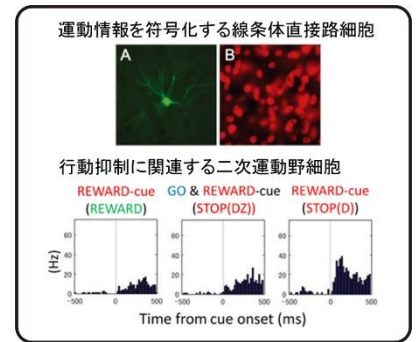 運動情報を符号化する線条体直接路細胞
A B
行動抑制に関連する二次運動野細胞
REWARD-cue GO & REWARD-cue REWARD-cue
(REWARD) (STOP(DZ)) (STOP(D))
(Hz)
60 60 60
40 40 40
20 20 20
0 0 0
-500 0 500 -500 0 500 -500 0 500
Time from cue onset (ms)